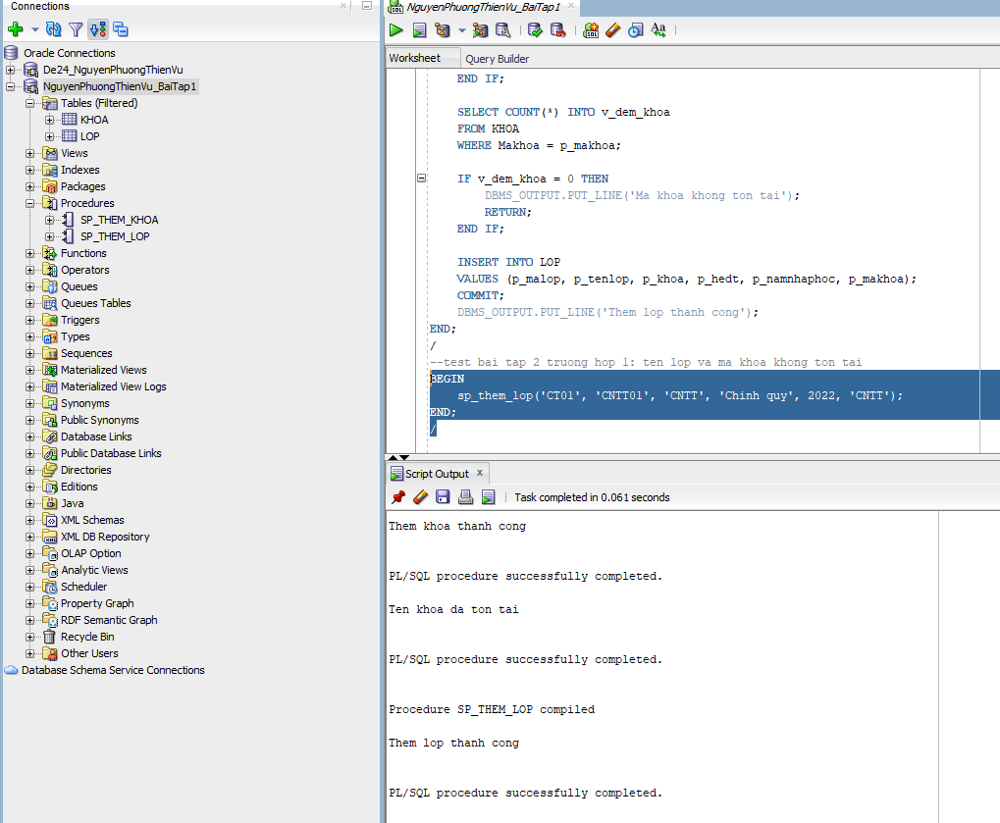 Connections
Oracle Connections
De24_NguyenPhuongThienVu
NguyenPhuongThienVu_BaiTap1
Tables (Filtered)
KHOA
LOP
Views
Indexes
Packages
Procedures
SP_THEM_KHOA
SP_THEM_LOP
Functions
Operators
Queues
Queues Tables
Triggers
Types
Sequences
Materialized Views
Materialized View Logs
Synonyms
Public Synonyms
Database Links
Public Database Links
Directories
Editions
Java
XML Schemas
XML DB Repository
OLAP Option
Analytic Views
Scheduler
Property Graph
RDF Semantic Graph
Recycle Bin
Other Users
Database Schema Service Connections
NguyenPhuongThienVu_BaiTap1
Worksheet Query Builder
END IF;
SELECT COUNT(*) INTO v_dem_khoa
FROM KHOA
WHERE Makhoa = p_makhoa;
IF v_dem_khoa = 0 THEN
DBMS_OUTPUT.PUT_LINE('Ma khoa khong ton tai');
RETURN;
END IF;
INSERT INTO LOP
VALUES (p_malop, p_tenlop, p_khoa, p_hedt, p_namnhaphoc, p_makhoa);
COMMIT;
DBMS_OUTPUT.PUT_LINE('Them lop thanh cong');
END;
/
--test bai tap 2 truong hop 1: ten lop va ma khoa khong ton tai
BEGIN
sp_them_lop('CT01', 'CNTT01', 'CNTT', 'Chinh quy', 2022, 'CNTT');
END;
/
Script Output
Task completed in 0.061 seconds
Them khoa thanh cong
PL/SQL procedure successfully completed.
Ten khoa da ton tai
PL/SQL procedure successfully completed.
Procedure SP_THEM_LOP compiled
Them lop thanh cong
PL/SQL procedure successfully completed.